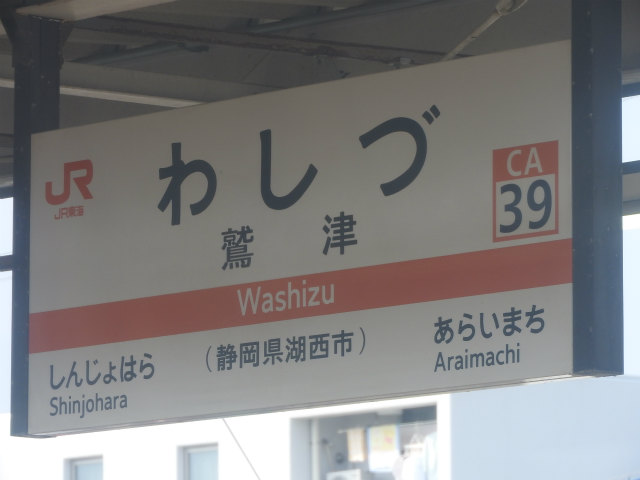 JR
JR東海
わしづ
鷲津
CA
39
Washizu
しんじょはら
Shinjohara
(静岡県湖西市)
あらいまち
Araimachi